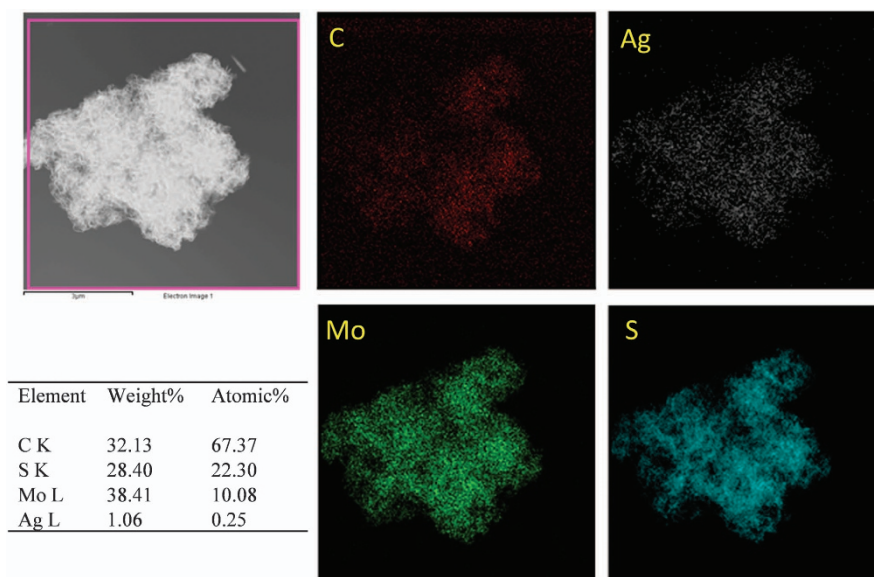 C
Ag
3µm Electron Image 1
Mo
S
Element Weight% Atomic%
C K 32.13 67.37
S K 28.40 22.30
Mo L 38.41 10.08
Ag L 1.06 0.25